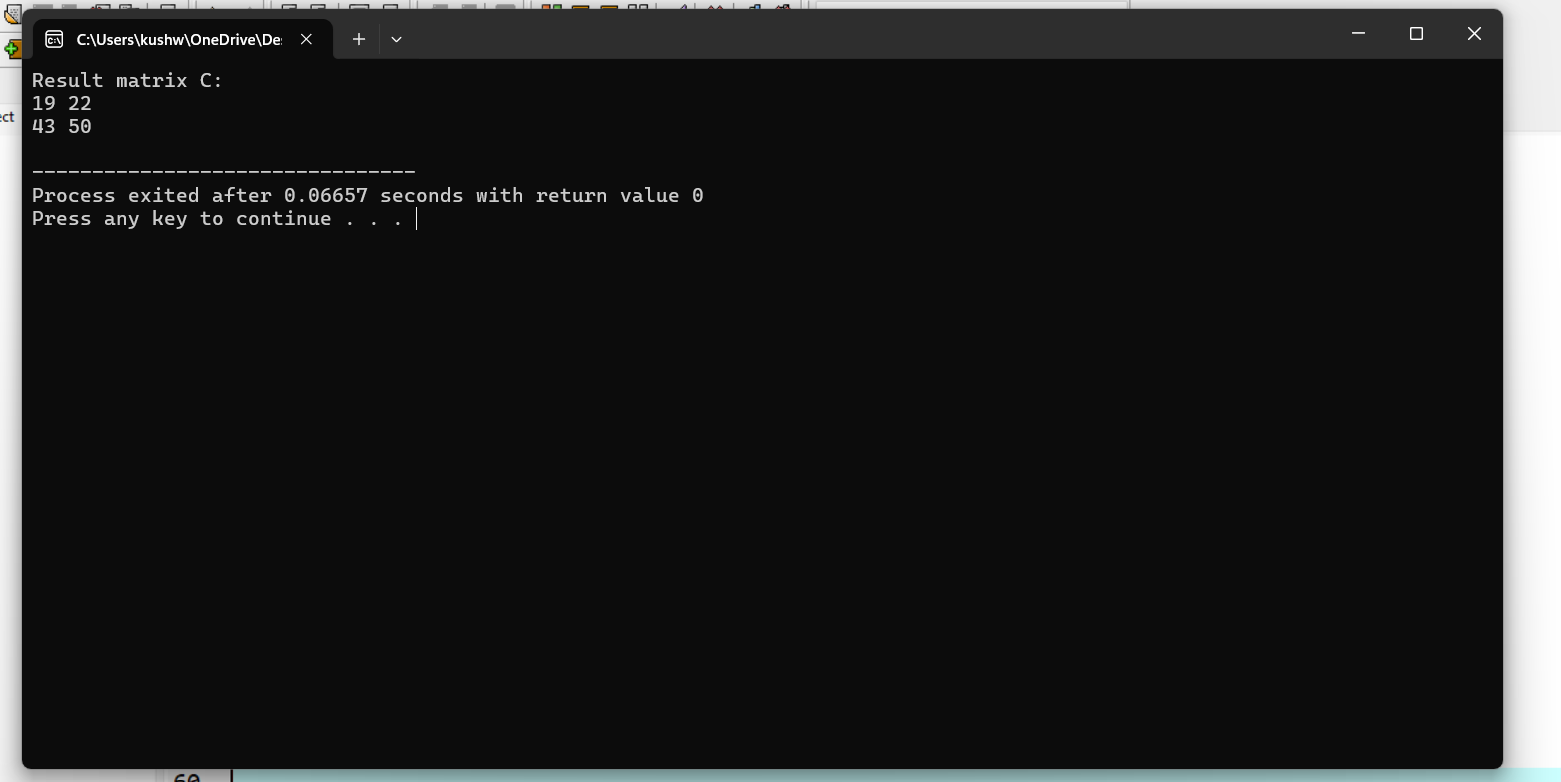 C:\Users\kushw\OneDrive\De
ect
Result matrix C:
19 22
43 50
--------------------------------
Process exited after 0.06657 seconds with return value 0
Press any key to continue . . .
60